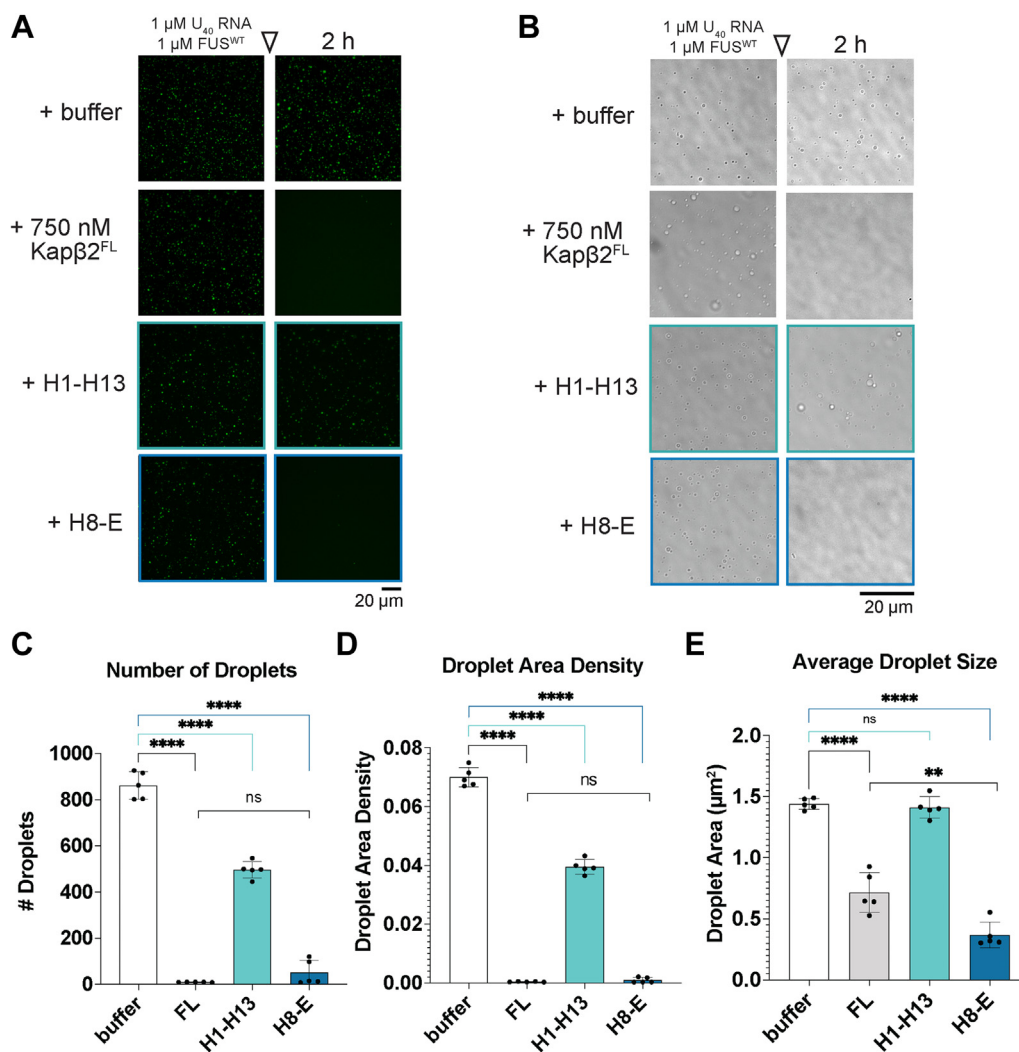 A
1 µM U40 RNA
1 µM FUSWT
2 h
+ buffer
+ 750 nM
Kapβ2FL
+ H1-H13
+ H8-E
20 µm
B
1 µM U40 RNA
1 µM FUSWT
2 h
+ buffer
+ 750 nM
Kapβ2FL
+ H1-H13
+ H8-E
20 µm
C
Number of Droplets
****
****
****
ns
# Droplets
1000
800
600
400
200
0
buffer
FL
H1-H13
H8-E
D
Droplet Area Density
****
****
****
ns
Droplet Area Density
0.08
0.06
0.04
0.02
0.00
buffer
FL
H1-H13
H8-E
E
Average Droplet Size
****
ns
****
**
Droplet Area (µm²)
2.0
1.5
1.0
0.5
0.0
buffer
FL
H1-H13
H8-E